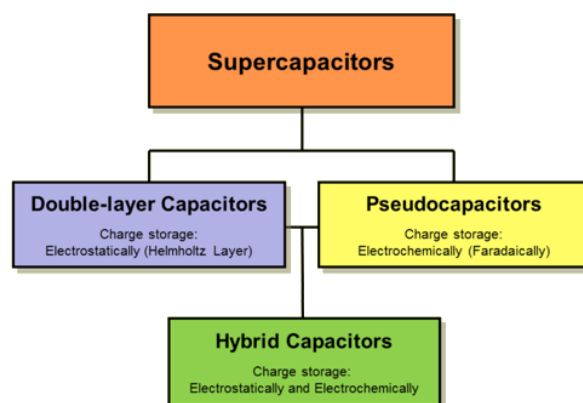 Supercapacitors
Double-layer Capacitors
Charge storage:
Electrostatically (Helmholtz Layer)
Pseudocapacitors
Charge storage:
Electrochemically (Faradaically)
Hybrid Capacitors
Charge storage:
Electrostatically and Electrochemically